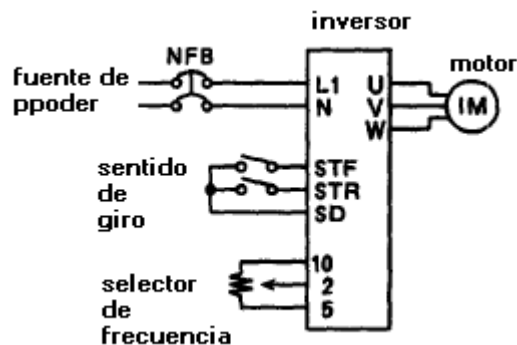 inversor
NFB
motor
fuente de
ppoder
L1
N
U
V
W
IM
sentido
de
giro
STF
STR
SD
selector
de
frecuencia
10
2
5